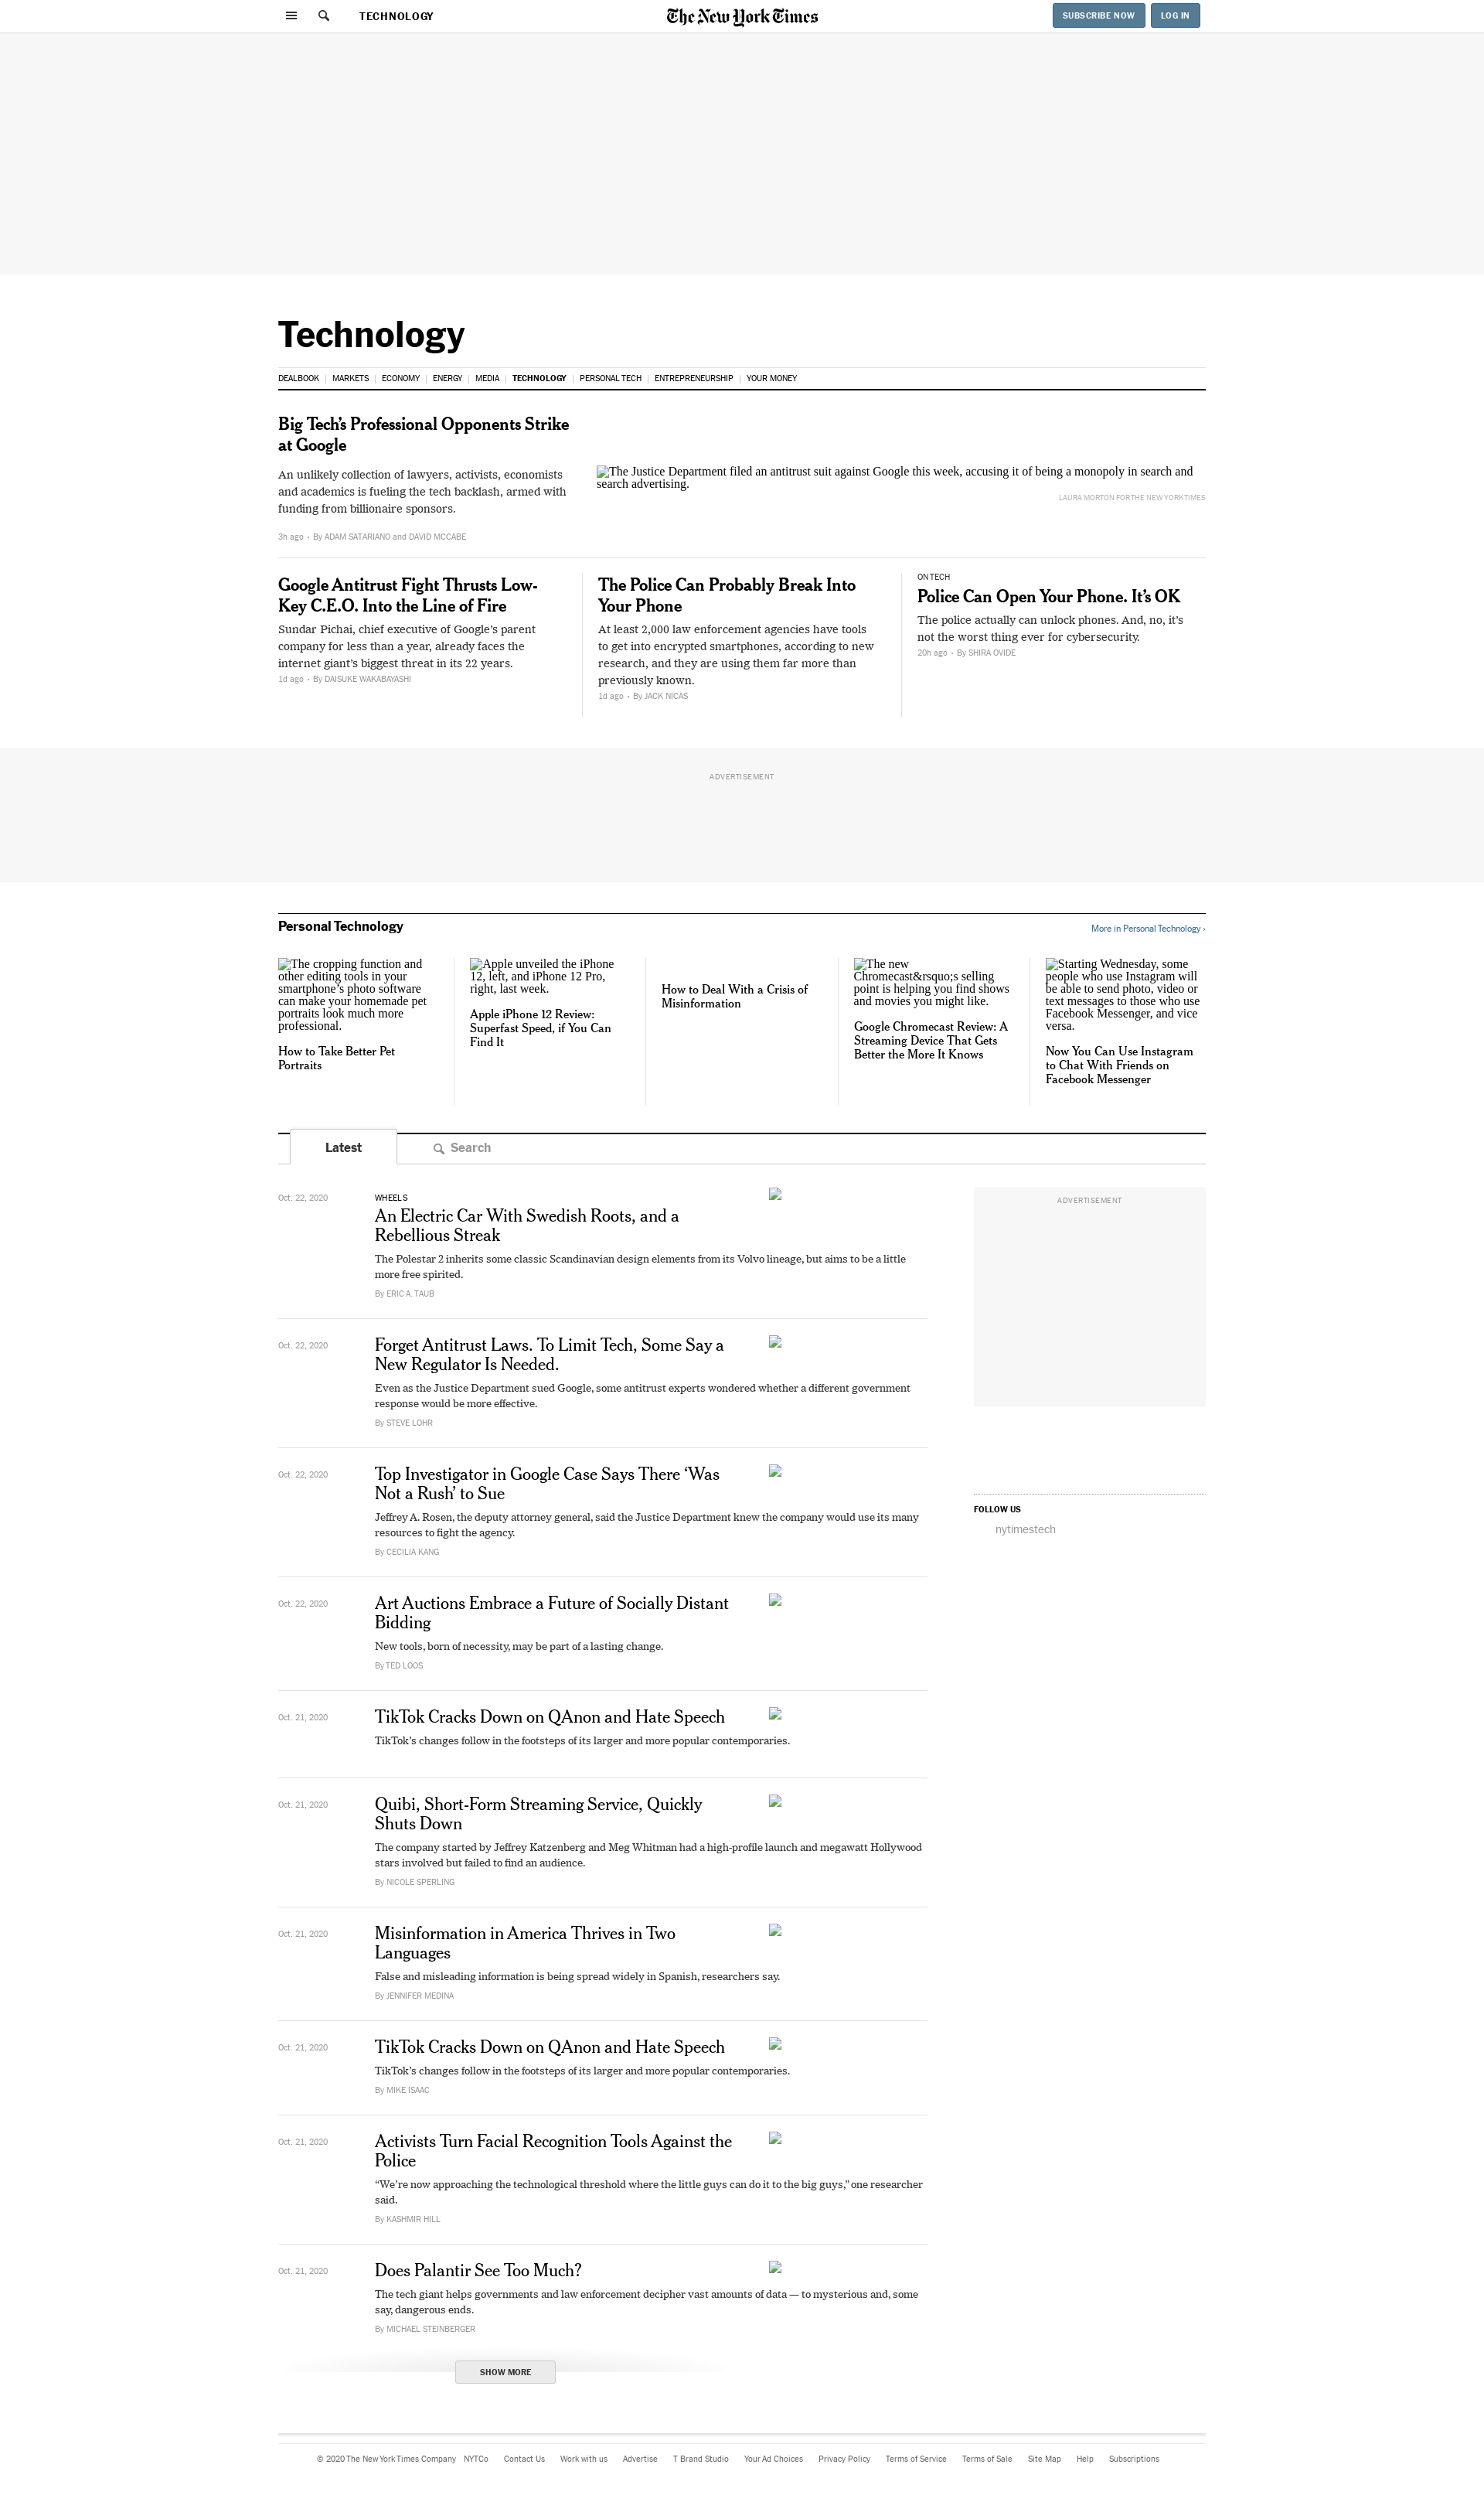 TECHNOLOGY
The New York Times
SUBSCRIBE NOW
LOG IN
Technology
DEALBOOK | MARKETS | ECONOMY | ENERGY | MEDIA | TECHNOLOGY | PERSONAL TECH | ENTREPRENEURSHIP | YOUR MONEY
Big Tech’s Professional Opponents Strike
at Google
An unlikely collection of lawyers, activists, economists
and academics is fueling the tech backlash, armed with
funding from billionaire sponsors.
3h ago • By ADAM SATARIANO and DAVID MCCABE
The Justice Department filed an antitrust suit against Google this week, accusing it of being a monopoly in search and
search advertising.
LAURA MORTON FOR THE NEW YORK TIMES
Google Antitrust Fight Thrusts Low-
Key C.E.O. Into the Line of Fire
Sundar Pichai, chief executive of Google’s parent
company for less than a year, already faces the
internet giant’s biggest threat in its 22 years.
1d ago • By DAISUKE WAKABAYASHI
The Police Can Probably Break Into
Your Phone
At least 2,000 law enforcement agencies have tools
to get into encrypted smartphones, according to new
research, and they are using them far more than
previously known.
1d ago • By JACK NICAS
ON TECH
Police Can Open Your Phone. It’s OK
The police actually can unlock phones. And, no, it’s
not the worst thing ever for cybersecurity.
20h ago • By SHIRA OVIDE
ADVERTISEMENT
Personal Technology
More in Personal Technology ›
The cropping function and
other editing tools in your
smartphone’s photo software
can make your homemade pet
portraits look much more
professional.
How to Take Better Pet
Portraits
Apple unveiled the iPhone
12, left, and iPhone 12 Pro,
right, last week.
Apple iPhone 12 Review:
Superfast Speed, if You Can
Find It
How to Deal With a Crisis of
Misinformation
The new
Chromecast&rsquo;s selling
point is helping you find shows
and movies you might like.
Google Chromecast Review: A
Streaming Device That Gets
Better the More It Knows
Starting Wednesday, some
people who use Instagram will
be able to send photo, video or
text messages to those who use
Facebook Messenger, and vice
versa.
Now You Can Use Instagram
to Chat With Friends on
Facebook Messenger
Latest
Search
Oct. 22, 2020
WHEELS
An Electric Car With Swedish Roots, and a
Rebellious Streak
The Polestar 2 inherits some classic Scandinavian design elements from its Volvo lineage, but aims to be a little
more free spirited.
By ERIC A. TAUB
ADVERTISEMENT
Oct. 22, 2020
Forget Antitrust Laws. To Limit Tech, Some Say a
New Regulator Is Needed.
Even as the Justice Department sued Google, some antitrust experts wondered whether a different government
response would be more effective.
By STEVE LOHR
Oct. 22, 2020
Top Investigator in Google Case Says There ‘Was
Not a Rush’ to Sue
Jeffrey A. Rosen, the deputy attorney general, said the Justice Department knew the company would use its many
resources to fight the agency.
By CECILIA KANG
FOLLOW US
nytimestech
Oct. 22, 2020
Art Auctions Embrace a Future of Socially Distant
Bidding
New tools, born of necessity, may be part of a lasting change.
By TED LOOS
Oct. 21, 2020
TikTok Cracks Down on QAnon and Hate Speech
TikTok’s changes follow in the footsteps of its larger and more popular contemporaries.
Oct. 21, 2020
Quibi, Short-Form Streaming Service, Quickly
Shuts Down
The company started by Jeffrey Katzenberg and Meg Whitman had a high-profile launch and megawatt Hollywood
stars involved but failed to find an audience.
By NICOLE SPERLING
Oct. 21, 2020
Misinformation in America Thrives in Two
Languages
False and misleading information is being spread widely in Spanish, researchers say.
By JENNIFER MEDINA
Oct. 21, 2020
TikTok Cracks Down on QAnon and Hate Speech
TikTok’s changes follow in the footsteps of its larger and more popular contemporaries.
By MIKE ISAAC
Oct. 21, 2020
Activists Turn Facial Recognition Tools Against the
Police
“We’re now approaching the technological threshold where the little guys can do it to the big guys,” one researcher
said.
By KASHMIR HILL
Oct. 21, 2020
Does Palantir See Too Much?
The tech giant helps governments and law enforcement decipher vast amounts of data — to mysterious and, some
say, dangerous ends.
By MICHAEL STEINBERGER
SHOW MORE
© 2020 The New York Times Company NYTCo Contact Us Work with us Advertise T Brand Studio Your Ad Choices Privacy Policy Terms of Service Terms of Sale Site Map Help Subscriptions